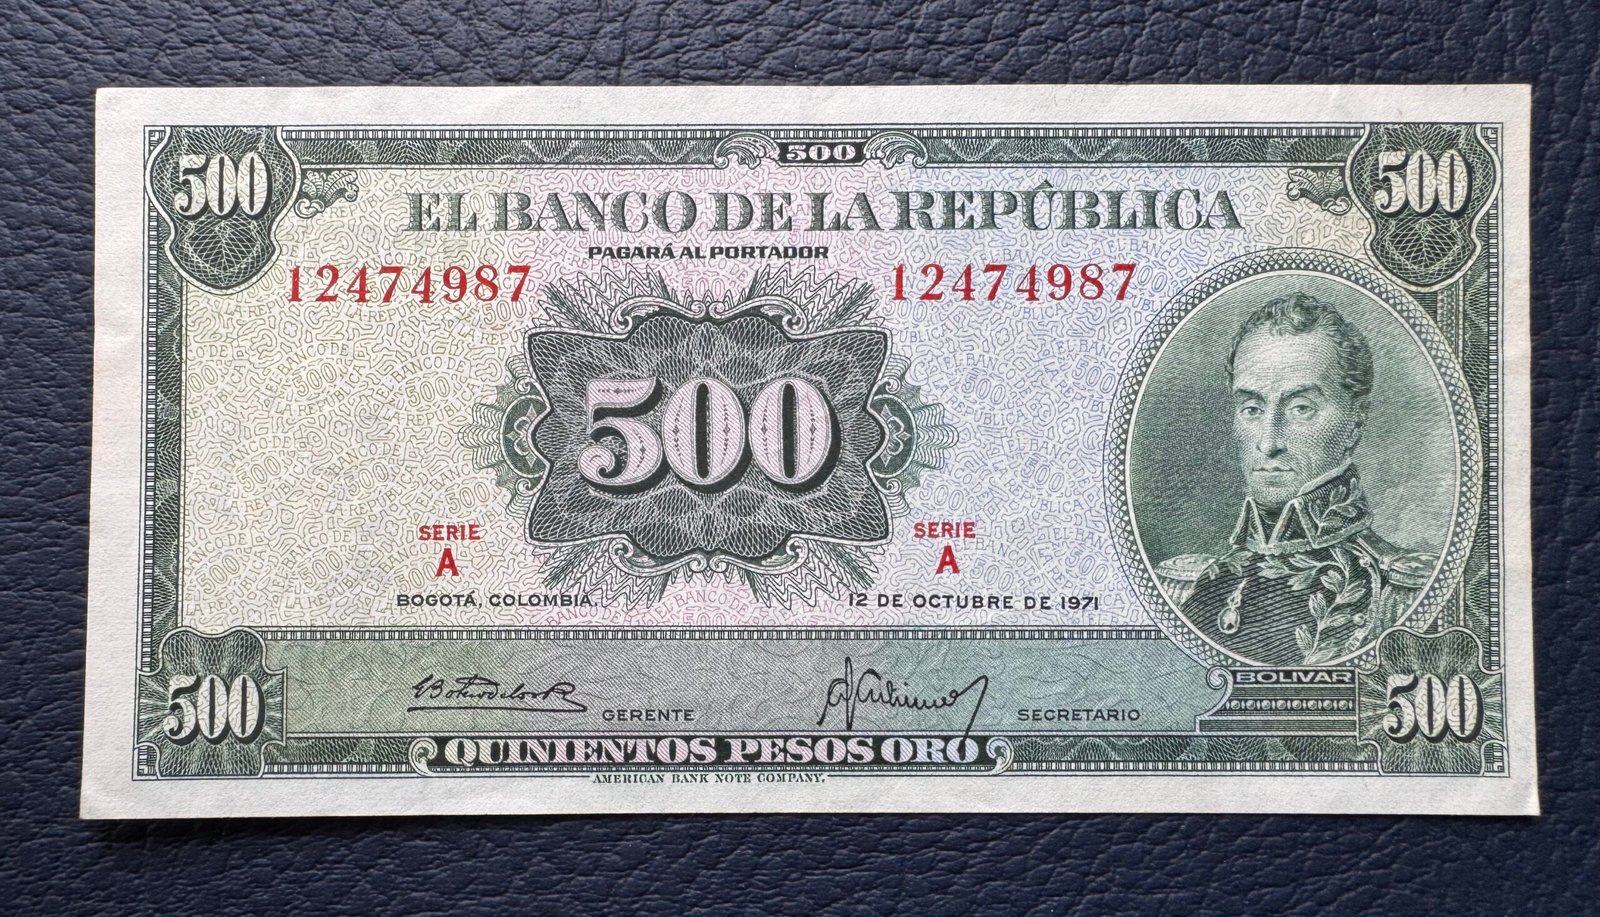 500
500 500
EL BANCO DE LA REPÚBLICA
PAGARÁ AL PORTADOR
12474987 12474987
500
SERIE SERIE
A A
BOGOTÁ, COLOMBIA, 12 DE OCTUBRE DE 1971
BOLIVAR
500 500
GERENTE SECRETARIO
QUINIENTOS PESOS ORO
AMERICAN BANK NOTE COMPANY.